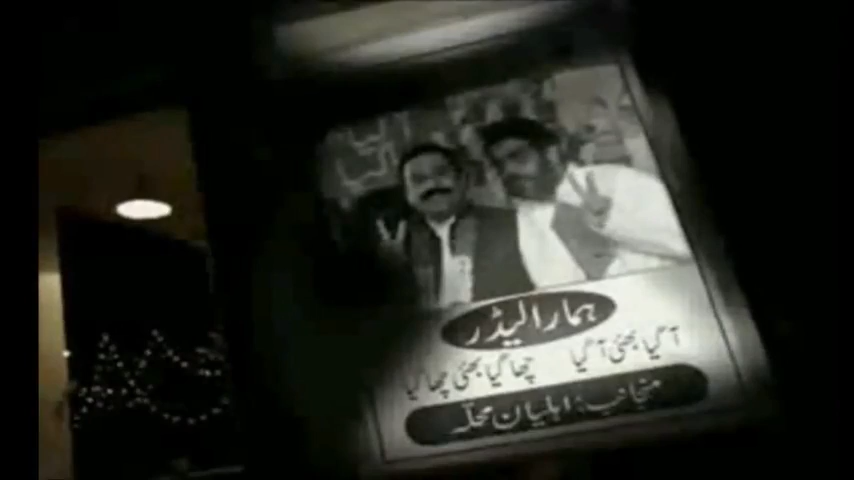 ہمارا لیڈر
آ گیا بھئی آ گیا چھا گیا بھئی چھا گیا
منجانب: اہلیان محلہ